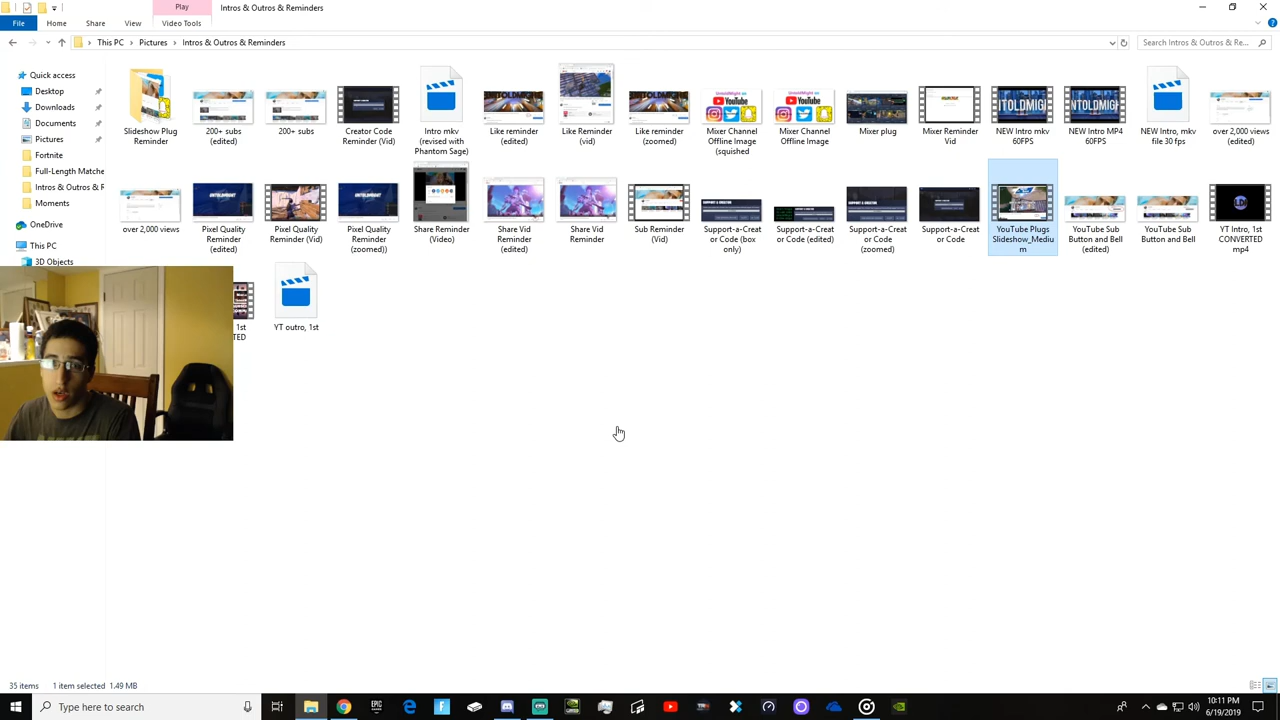 Play
Intros & Outros & Reminders
File
Home
Share
View
Video Tools
This PC
Pictures
Intros & Outros & Reminders
Search Intros & Outros & Re...
Quick access
Desktop
Downloads
Documents
Pictures
Fortnite
Full-Length Matche
Intros & Outros & R
Moments
OneDrive
This PC
3D Objects
Slideshow Plug
Reminder
200+ subs
(edited)
200+ subs
Creator Code
Reminder (Vid)
Intro mkv
(revised with
Phantom Sage)
Like reminder
(edited)
Like Reminder
(vid)
Like reminder
(zoomed)
Mixer Channel
Offline Image
(squished
Mixer Channel
Offline Image
Mixer plug
Mixer Reminder
Vid
NEW Intro mkv
60FPS
NEW Intro MP4
60FPS
NEW Intro, mkv
file 30 fps
over 2,000 views
(edited)
over 2,000 views
Pixel Quality
Reminder
(edited)
Pixel Quality
Reminder (Vid)
Pixel Quality
Reminder
(zoomed))
Share Reminder
(Video)
Share Vid
Reminder
(edited)
Share Vid
Reminder
Sub Reminder
(Vid)
Support-a-Creat
or Code (box
only)
Support-a-Creat
or Code (edited)
Support-a-Creat
or Code
(zoomed)
Support-a-Creat
or Code
YouTube Plugs
Slideshow_Mediu
m
YouTube Sub
Button and Bell
(edited)
YouTube Sub
Button and Bell
YT Intro, 1st
CONVERTED
mp4
1st
TED
YT outro, 1st
35 items
1 item selected 1.49 MB
Type here to search
10:11 PM
6/19/2019